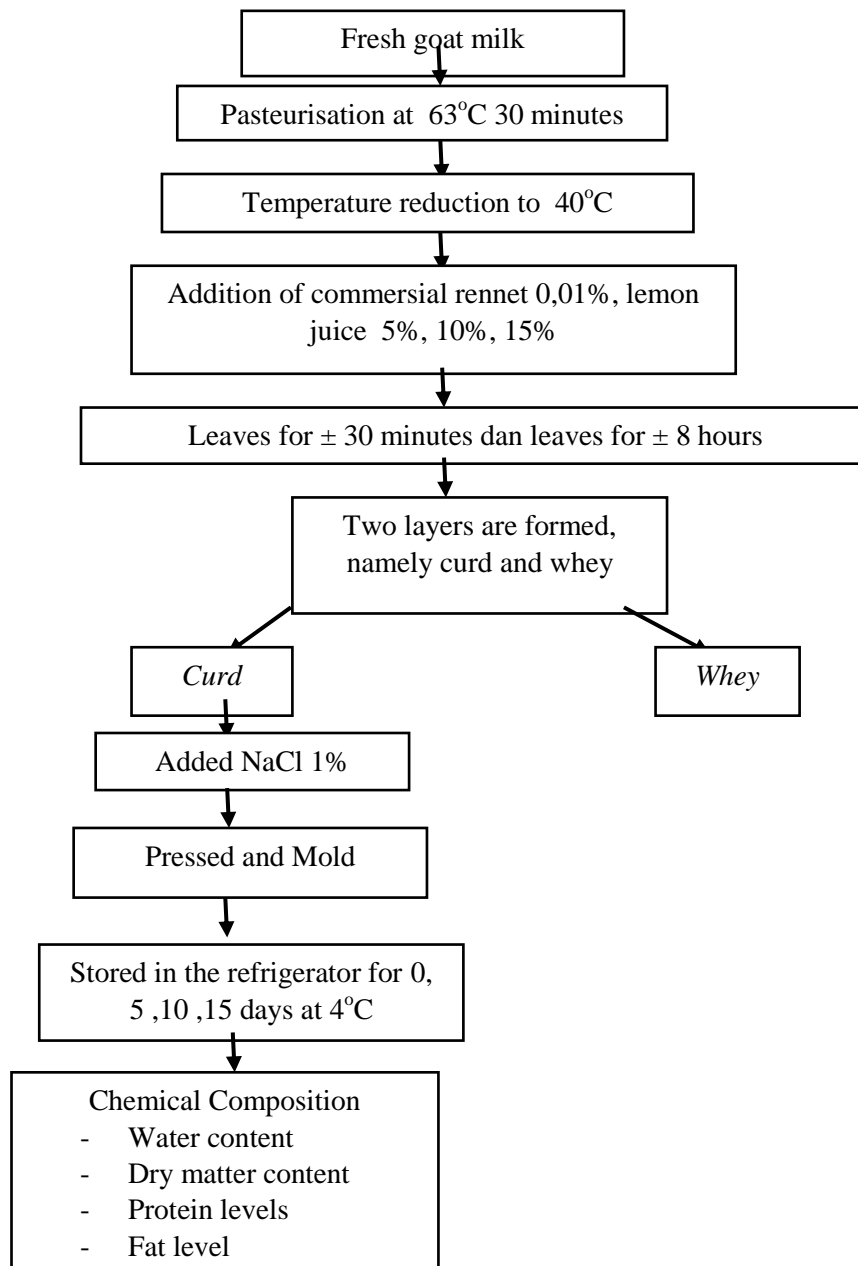 Fresh goat milk
Pasteurisation at 63°C 30 minutes
Temperature reduction to 40°C
Addition of commersial rennet 0,01%, lemon
juice 5%, 10%, 15%
Leaves for ± 30 minutes dan leaves for ± 8 hours
Two layers are formed,
namely curd and whey
Curd
Whey
Added NaCl 1%
Pressed and Mold
Stored in the refrigerator for 0,
5 ,10 ,15 days at 4°C
Chemical Composition
- Water content
- Dry matter content
- Protein levels
- Fat level